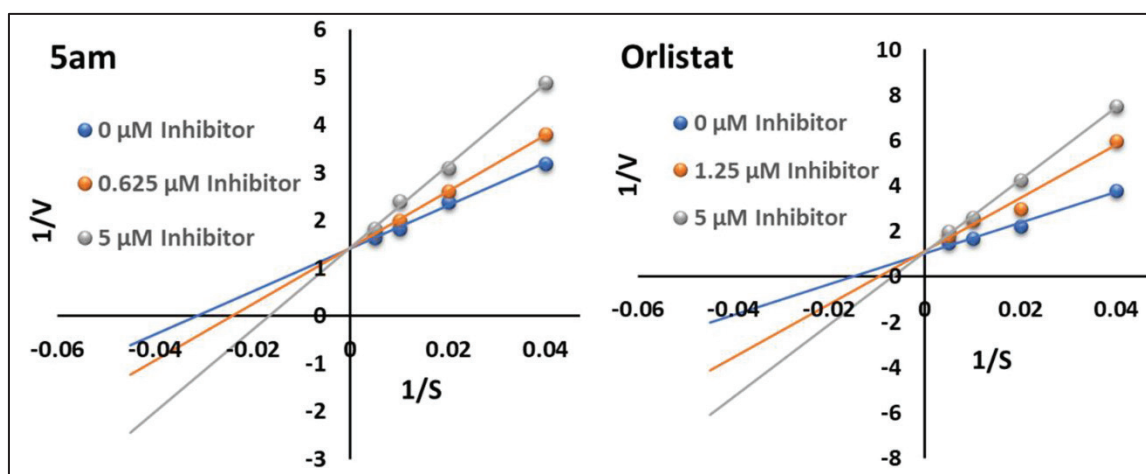 5am
0 µM Inhibitor
0.625 µM Inhibitor
5 µM Inhibitor
1/V
6
5
4
3
2
1
0
-1
-2
-3
-0.06
-0.04
-0.02
0
0.02
0.04
1/S
Orlistat
0 µM Inhibitor
1.25 µM Inhibitor
5 µM Inhibitor
1/V
10
8
6
4
2
0
-2
-4
-6
-8
-0.06
-0.04
-0.02
0
0.02
0.04
1/S